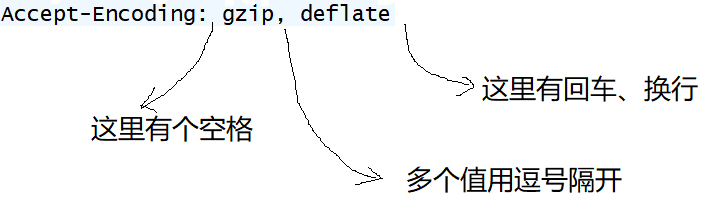 Accept-Encoding: gzip, deflate
这里有回车、换行
这里有个空格
多个值用逗号隔开